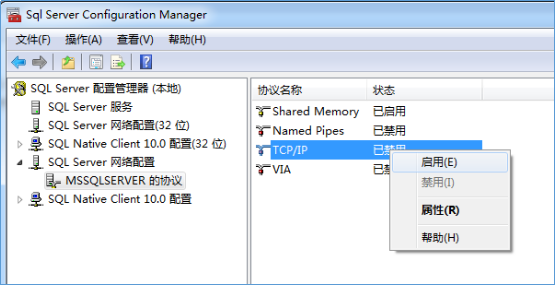 Sql Server Configuration Manager
文件(F) 操作(A) 查看(V) 帮助(H)
SQL Server 配置管理器 (本地)
SQL Server 服务
SQL Server 网络配置(32 位)
SQL Native Client 10.0 配置(32 位)
SQL Server 网络配置
MSSQLSERVER 的协议
SQL Native Client 10.0 配置
协议名称 状态
Shared Memory 已启用
Named Pipes 已禁用
TCP/IP 已禁用
VIA 已禁
启用(E)
禁用(I)
属性(R)
帮助(H)